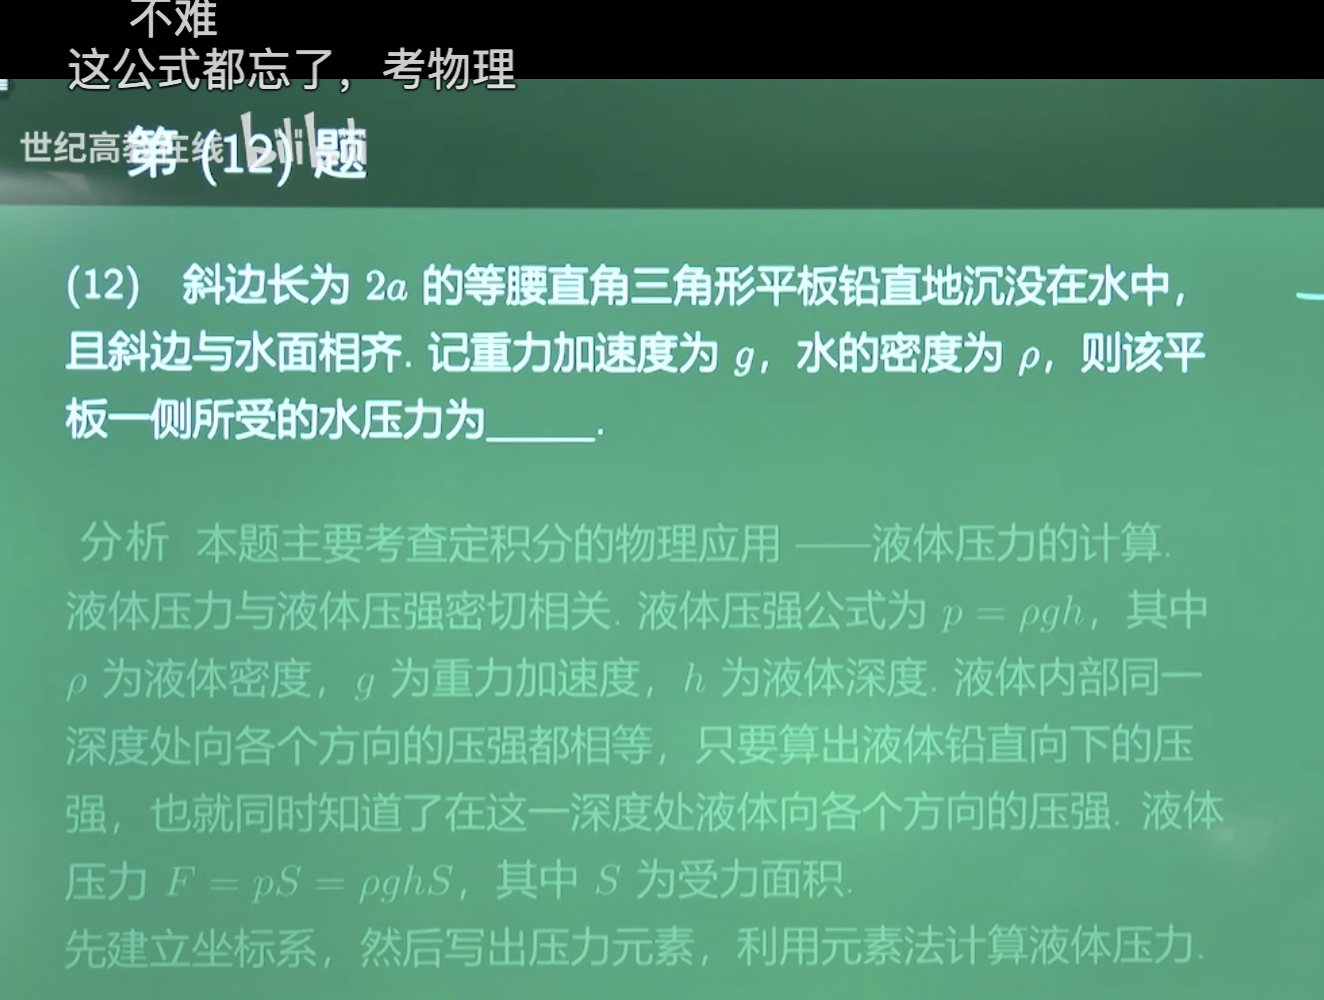 不难
这公式都忘了，考物理
世纪高教在线 bilibili
第 (12) 题
(12) 斜边长为 2a 的等腰直角三角形平板铅直地沉没在水中，
且斜边与水面相齐. 记重力加速度为 g，水的密度为 ρ，则该平
板一侧所受的水压力为_____.
分析 本题主要考查定积分的物理应用 ——液体压力的计算.
液体压力与液体压强密切相关. 液体压强公式为 p = ρgh，其中
ρ 为液体密度，g 为重力加速度，h 为液体深度. 液体内部同一
深度处向各个方向的压强都相等，只要算出液体铅直向下的压
强，也就同时知道了在这一深度处液体向各个方向的压强. 液体
压力 F = pS = ρghS，其中 S 为受力面积.
先建立坐标系，然后写出压力元素，利用元素法计算液体压力.